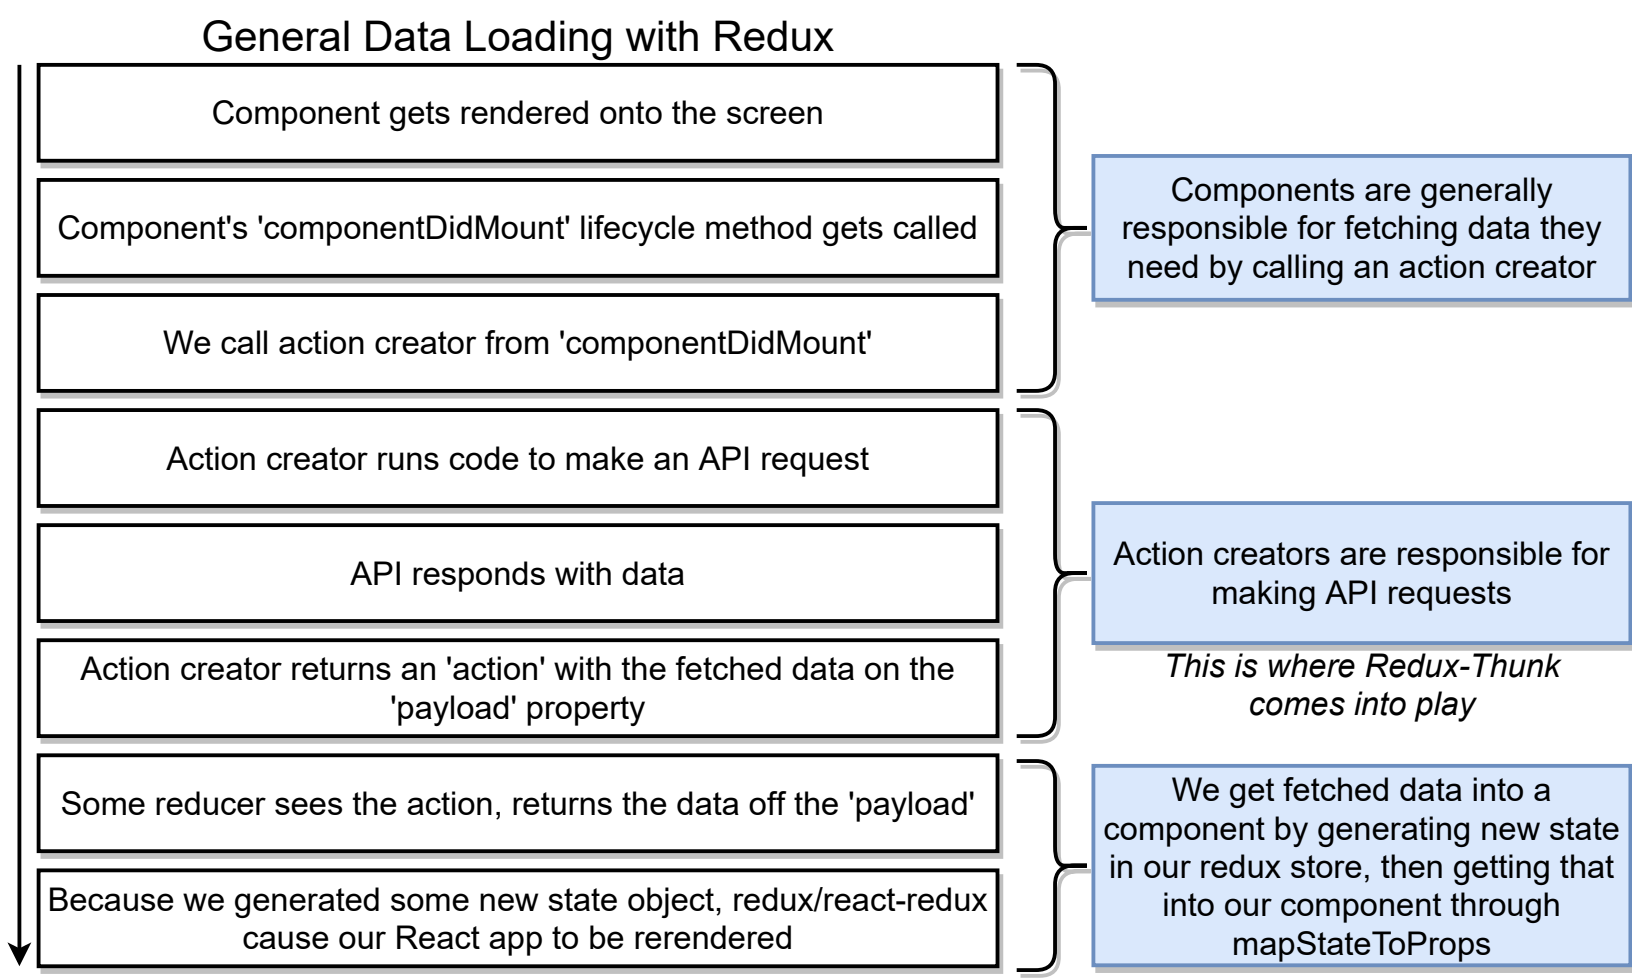 General Data Loading with Redux
Component gets rendered onto the screen
Component's 'componentDidMount' lifecycle method gets called
We call action creator from 'componentDidMount'
Components are generally
responsible for fetching data they
need by calling an action creator
Action creator runs code to make an API request
API responds with data
Action creator returns an 'action' with the fetched data on the
'payload' property
Action creators are responsible for
making API requests
This is where Redux-Thunk
comes into play
Some reducer sees the action, returns the data off the 'payload'
Because we generated some new state object, redux/react-redux
cause our React app to be rerendered
We get fetched data into a
component by generating new state
in our redux store, then getting that
into our component through
mapStateToProps